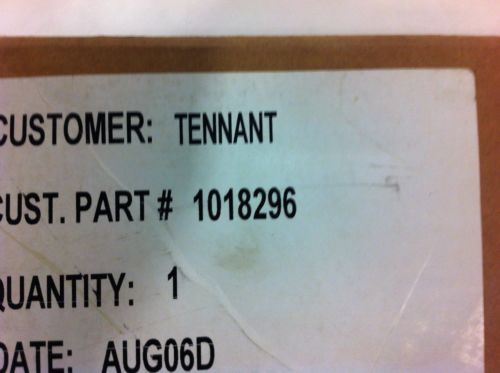 CUSTOMER: TENNANT
CUST. PART # 1018296
QUANTITY: 1
DATE: AUG06D